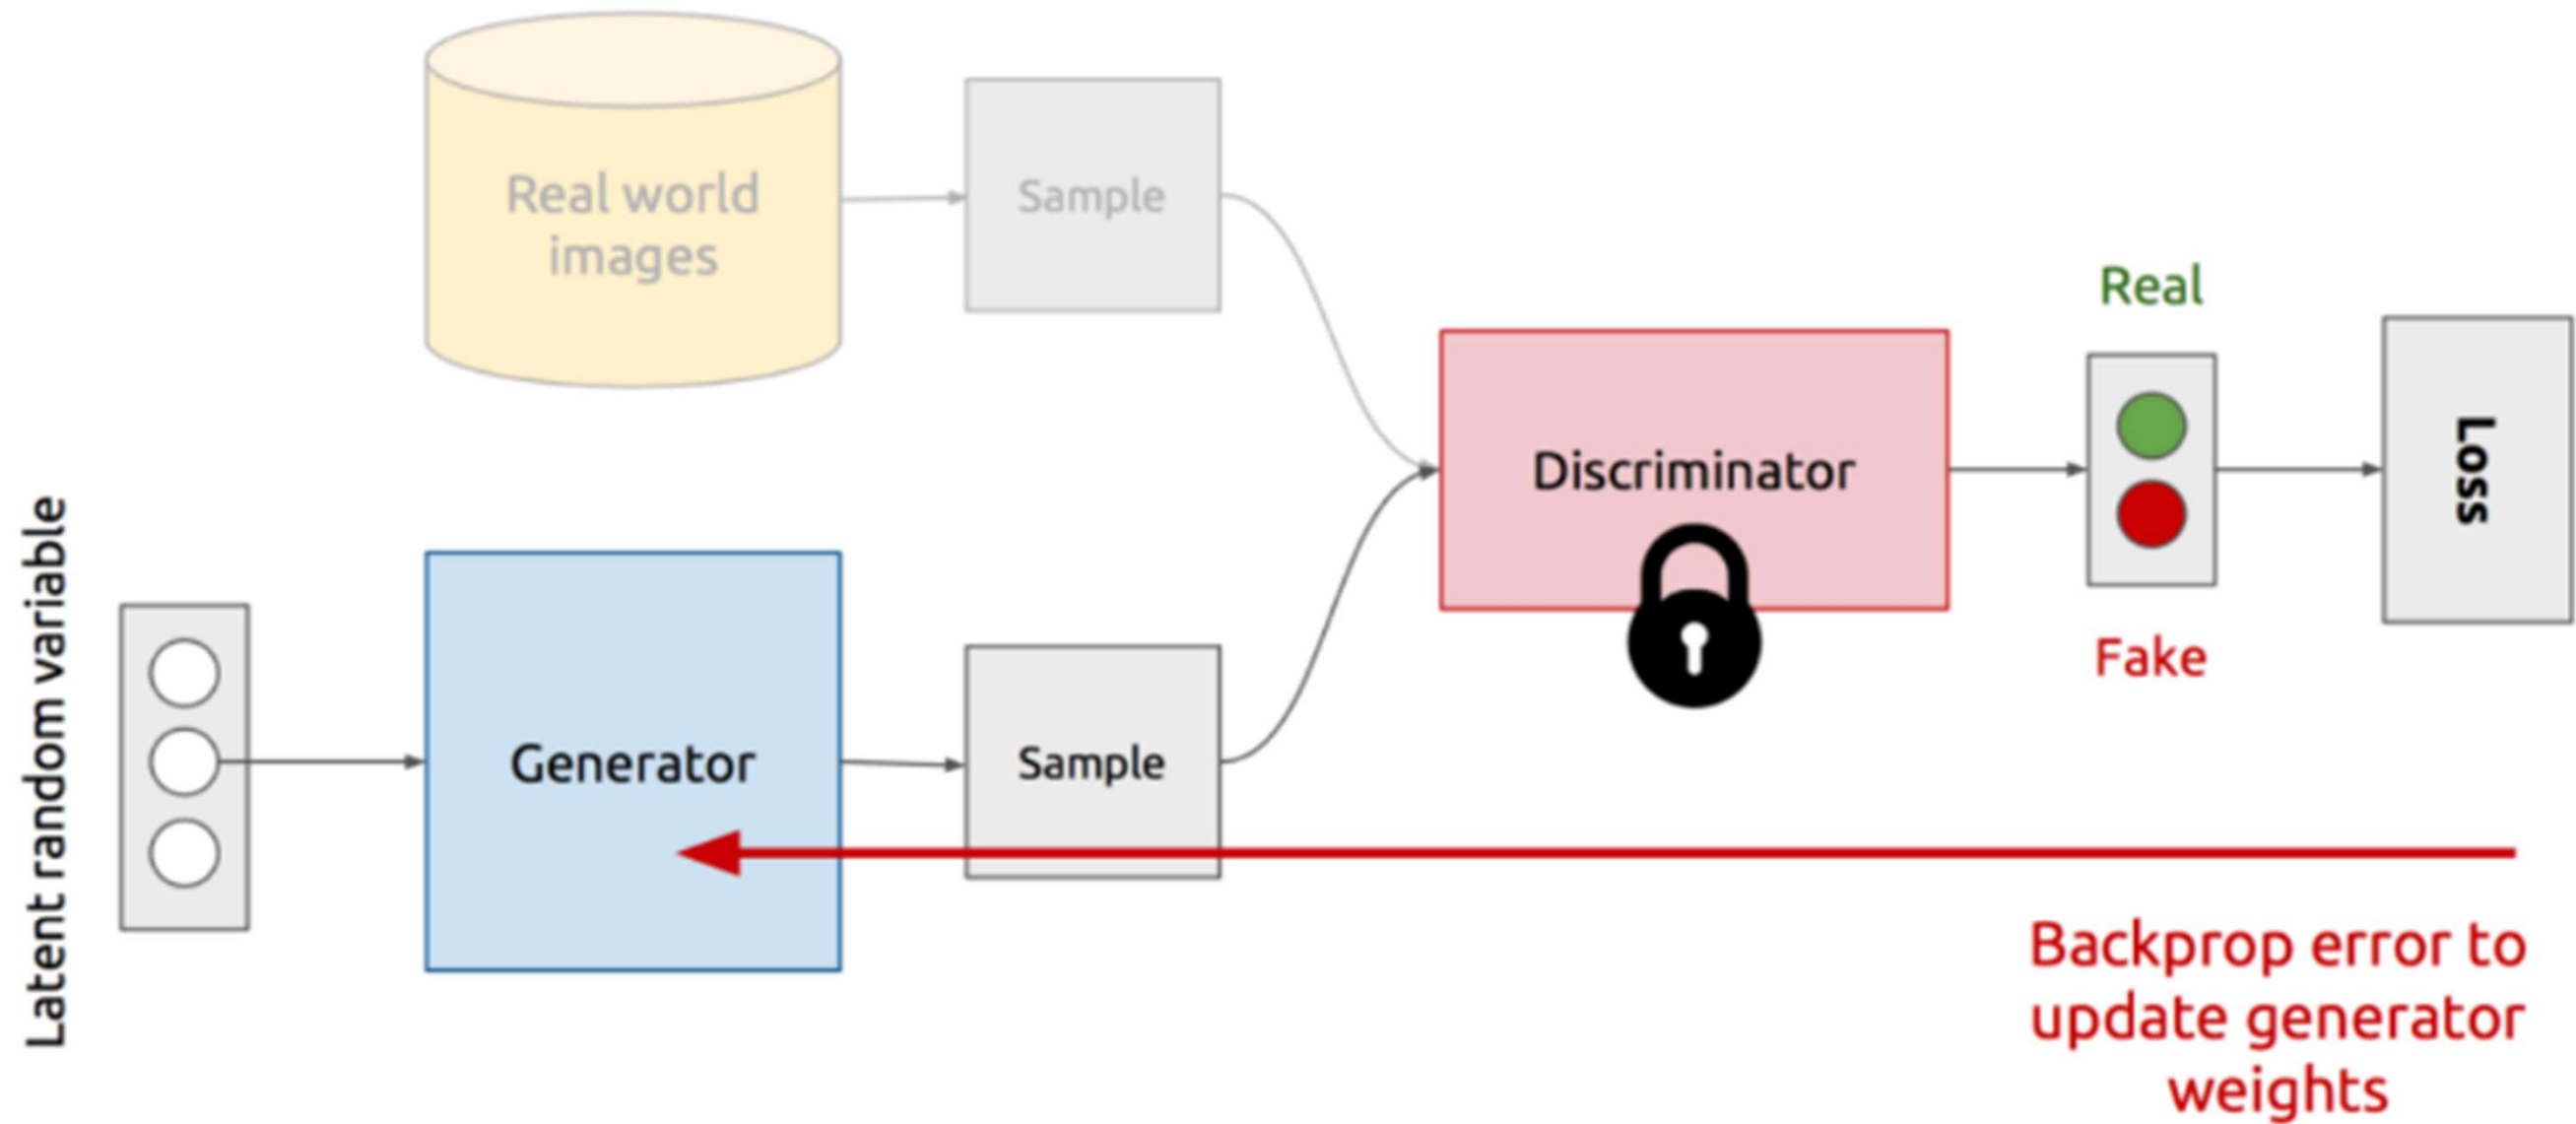 Real world
images
Sample
Real
Discriminator
Loss
Fake
Latent random variable
Generator
Sample
Backprop error to
update generator
weights